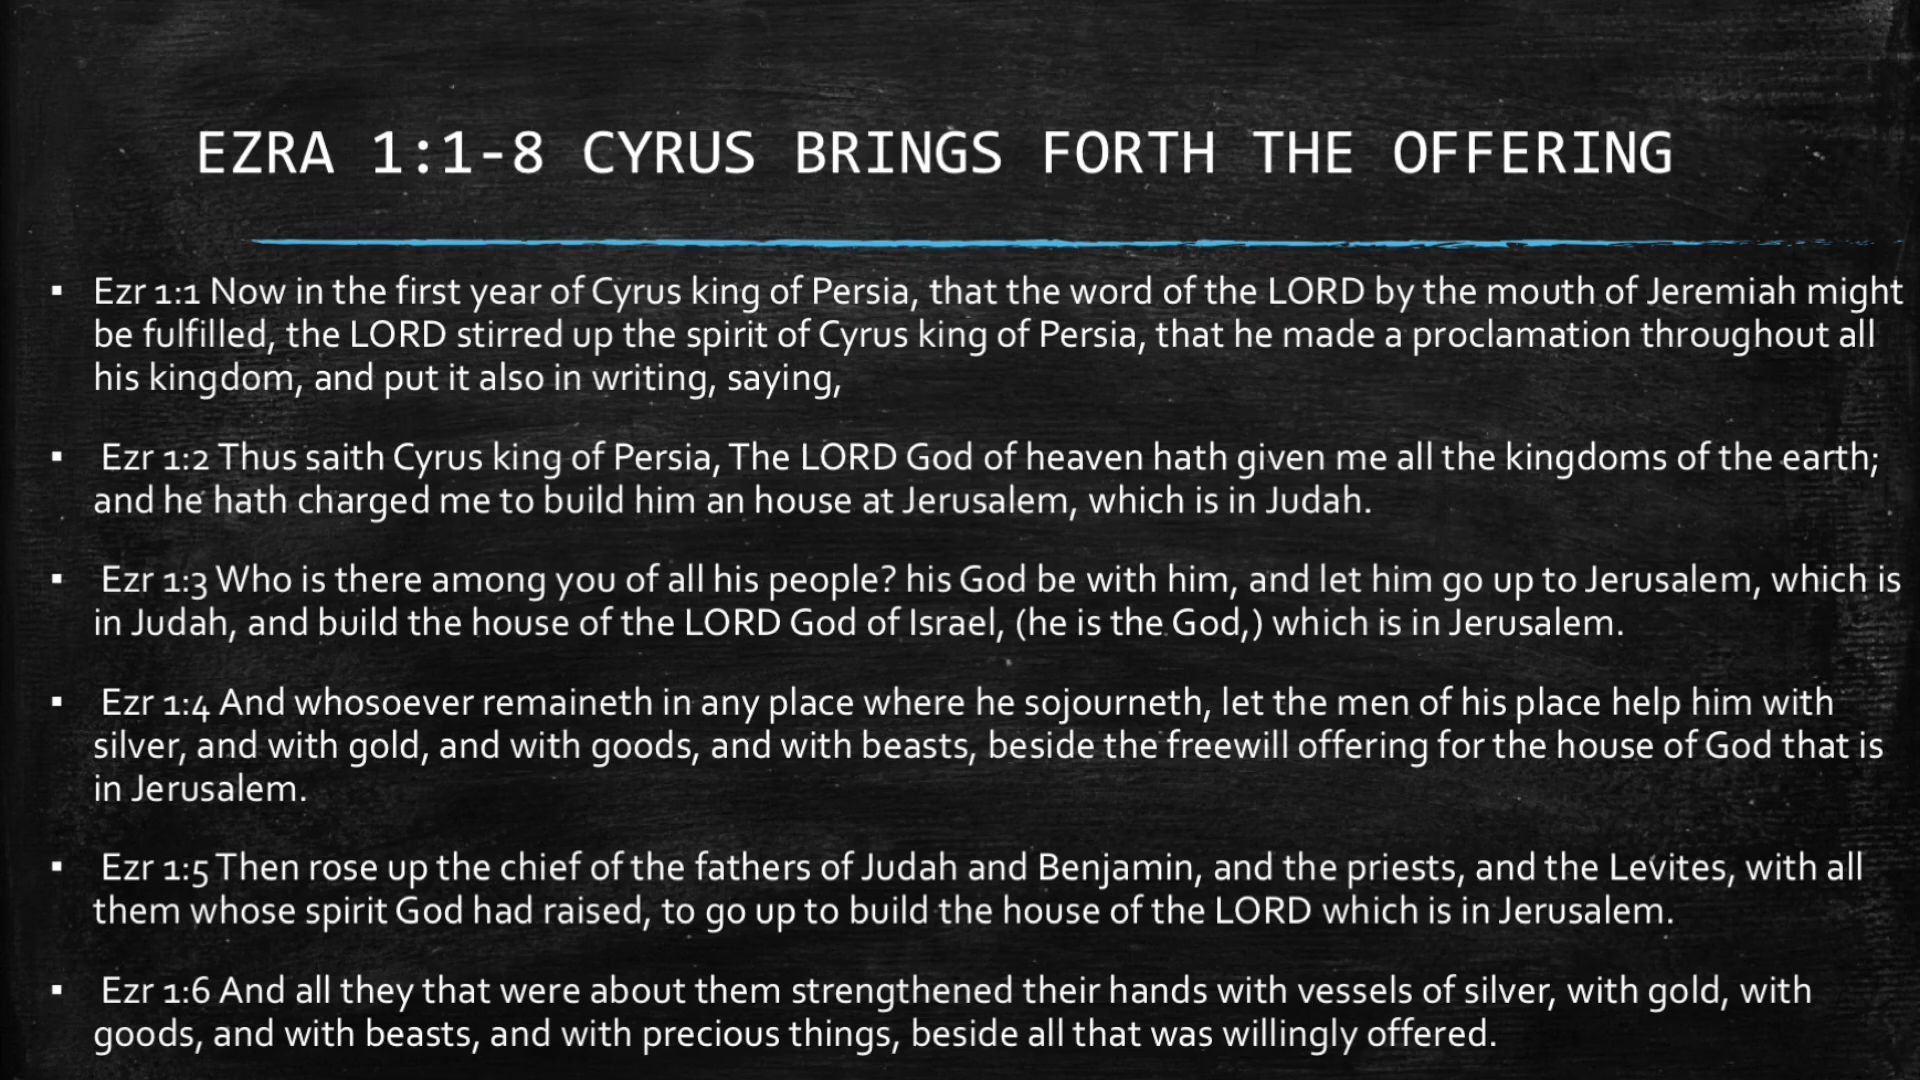 EZRA 1:1-8 CYRUS BRINGS FORTH THE OFFERING
▪ Ezr 1:1 Now in the first year of Cyrus king of Persia, that the word of the LORD by the mouth of Jeremiah might
be fulfilled, the LORD stirred up the spirit of Cyrus king of Persia, that he made a proclamation throughout all
his kingdom, and put it also in writing, saying,
▪ Ezr 1:2 Thus saith Cyrus king of Persia, The LORD God of heaven hath given me all the kingdoms of the earth;
and he hath charged me to build him an house at Jerusalem, which is in Judah.
▪ Ezr 1:3 Who is there among you of all his people? his God be with him, and let him go up to Jerusalem, which is
in Judah, and build the house of the LORD God of Israel, (he is the God,) which is in Jerusalem.
▪ Ezr 1:4 And whosoever remaineth in any place where he sojourneth, let the men of his place help him with
silver, and with gold, and with goods, and with beasts, beside the freewill offering for the house of God that is
in Jerusalem.
▪ Ezr 1:5 Then rose up the chief of the fathers of Judah and Benjamin, and the priests, and the Levites, with all
them whose spirit God had raised, to go up to build the house of the LORD which is in Jerusalem.
▪ Ezr 1:6 And all they that were about them strengthened their hands with vessels of silver, with gold, with
goods, and with beasts, and with precious things, beside all that was willingly offered.